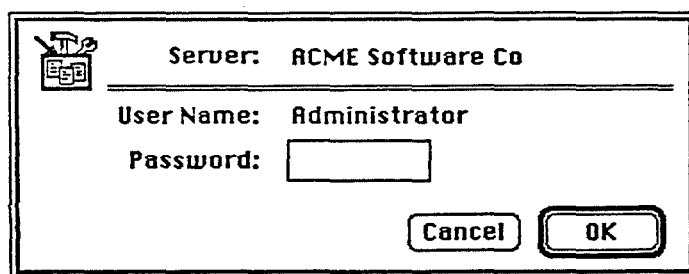 Server: ACME Software Co
User Name: Administrator
Password:
Cancel OK